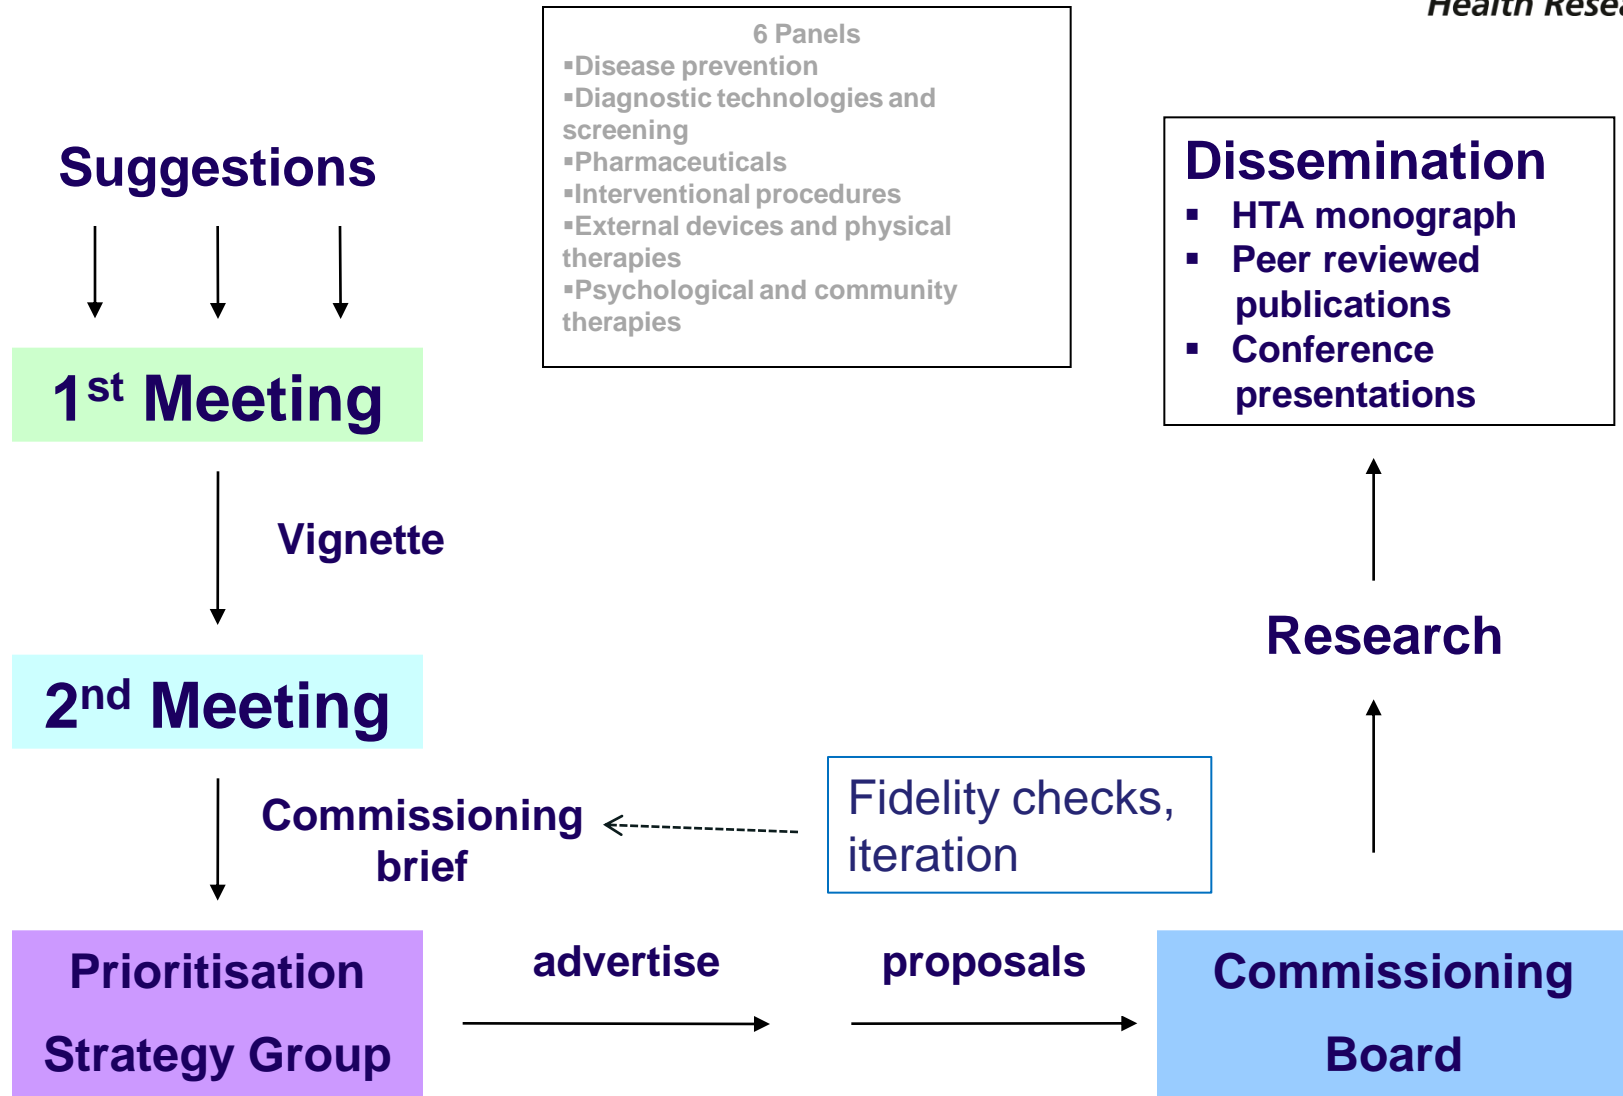 Health Resea
6 Panels
▪Disease prevention
▪Diagnostic technologies and
screening
▪Pharmaceuticals
▪Interventional procedures
▪External devices and physical
therapies
▪Psychological and community
therapies
Suggestions
1st Meeting
Vignette
2nd Meeting
Commissioning
brief
Fidelity checks,
iteration
Prioritisation
Strategy Group
advertise
proposals
Commissioning
Board
Research
Dissemination
▪ HTA monograph
▪ Peer reviewed
publications
▪ Conference
presentations